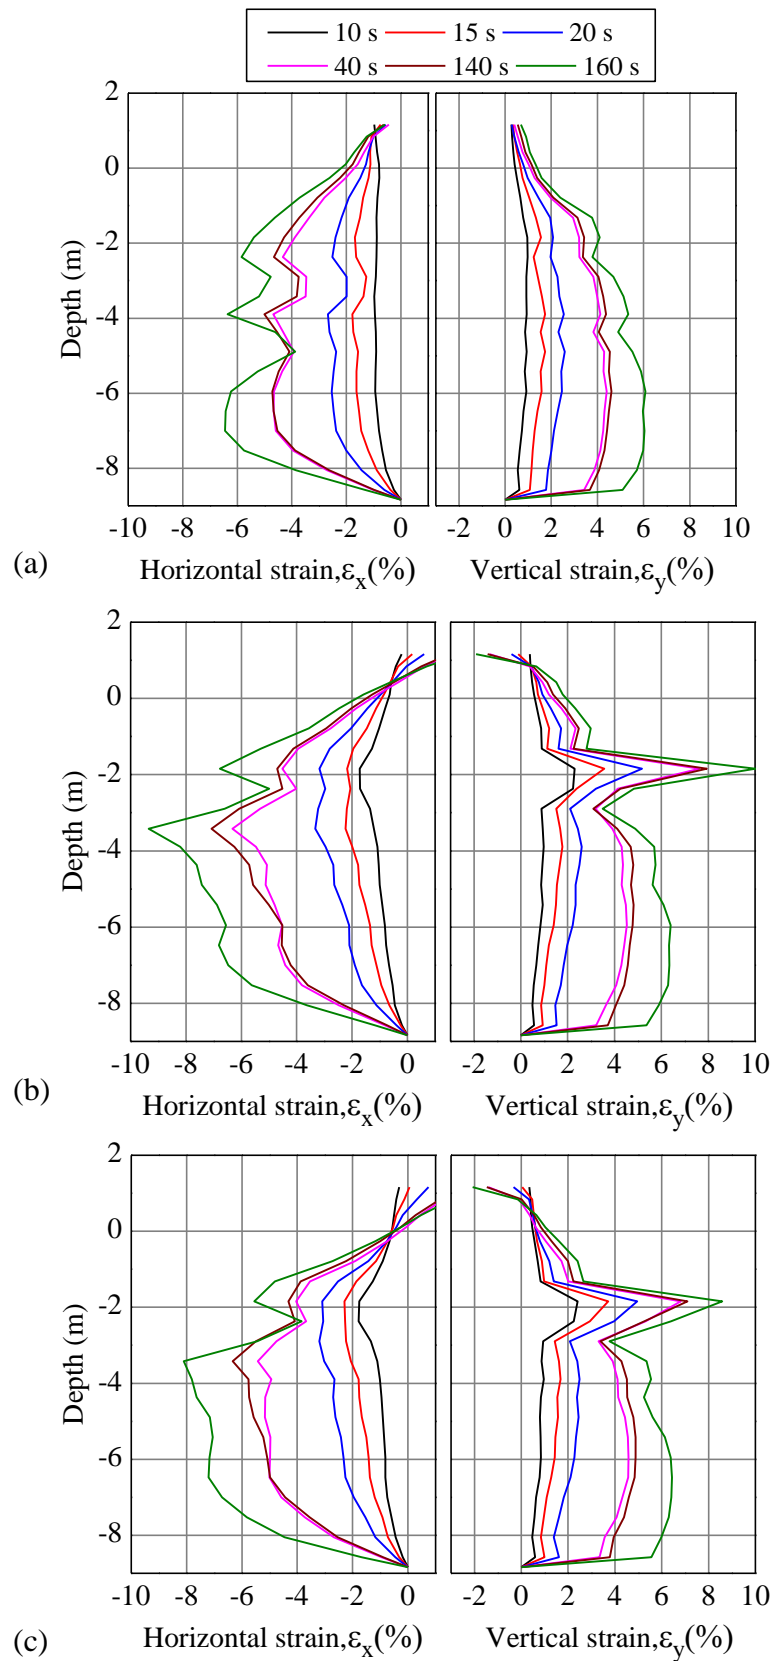 10 s 15 s 20 s
40 s 140 s 160 s
2
0
-2
-4
-6
-8
Depth (m)
-10 -8 -6 -4 -2 0 -2 0 2 4 6 8 10
(a) Horizontal strain,εx(%) Vertical strain,εy(%)
2
0
-2
-4
-6
-8
Depth (m)
-10 -8 -6 -4 -2 0 -2 0 2 4 6 8 10
(b) Horizontal strain,εx(%) Vertical strain,εy(%)
2
0
-2
-4
-6
-8
Depth (m)
-10 -8 -6 -4 -2 0 -2 0 2 4 6 8 10
(c) Horizontal strain,εx(%) Vertical strain,εy(%)